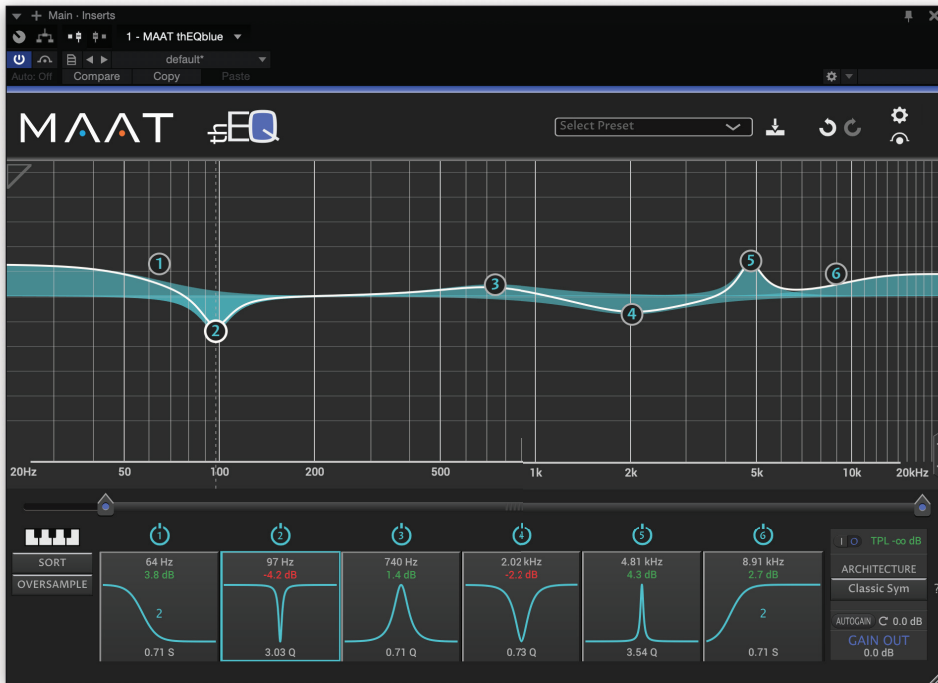 Main · Inserts
1 - MAAT thEQblue
default*
Auto: Off Compare Copy Paste
MAAT thEQ Select Preset
1 2 3 4 5 6
20Hz 50 100 200 500 1k 2k 5k 10k 20kHz
1 2 3 4 5 6
SORT
OVERSAMPLE
64 Hz 97 Hz 740 Hz 2.02 kHz 4.81 kHz 8.91 kHz
3.8 dB -4.2 dB 1.4 dB -2.2 dB 4.3 dB 2.7 dB
2 2
0.71 S 3.03 Q 0.71 Q 0.73 Q 3.54 Q 0.71 S
I O TPL -∞ dB
ARCHITECTURE
Classic Sym
?
AUTOGAIN C 0.0 dB
GAIN OUT
0.0 dB